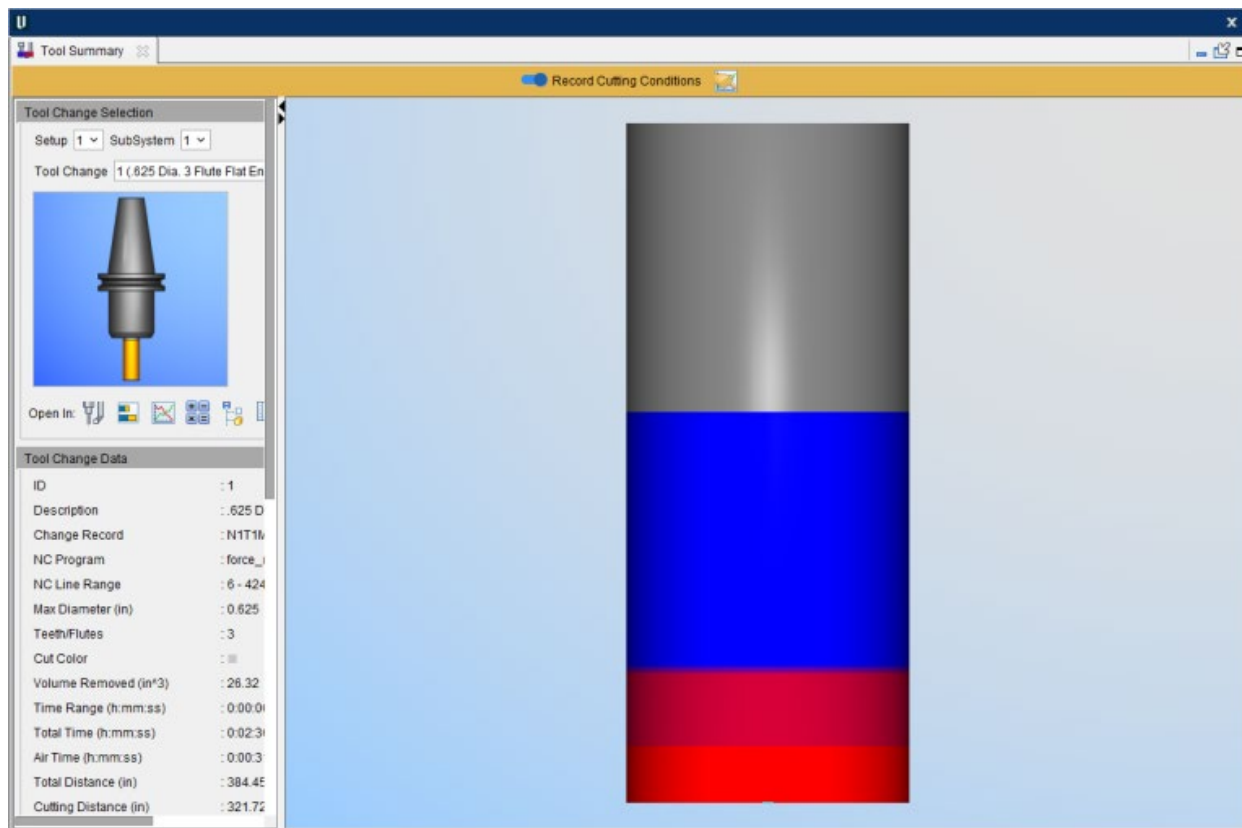 Tool Summary
Record Cutting Conditions
Tool Change Selection
Setup 1 SubSystem 1
Tool Change 1 (.625 Dia. 3 Flute Flat En
Open In:
Tool Change Data
ID : 1
Description : .625 D
Change Record : N1T1M
NC Program : force_
NC Line Range : 6 - 424
Max Diameter (in) : 0.625
Teeth/Flutes : 3
Cut Color :
Volume Removed (in^3) : 26.32
Time Range (h:mm:ss) : 0:00:0
Total Time (h:mm:ss) : 0:02:3
Air Time (h:mm:ss) : 0:00:3
Total Distance (in) : 384.45
Cutting Distance (in) : 321.72